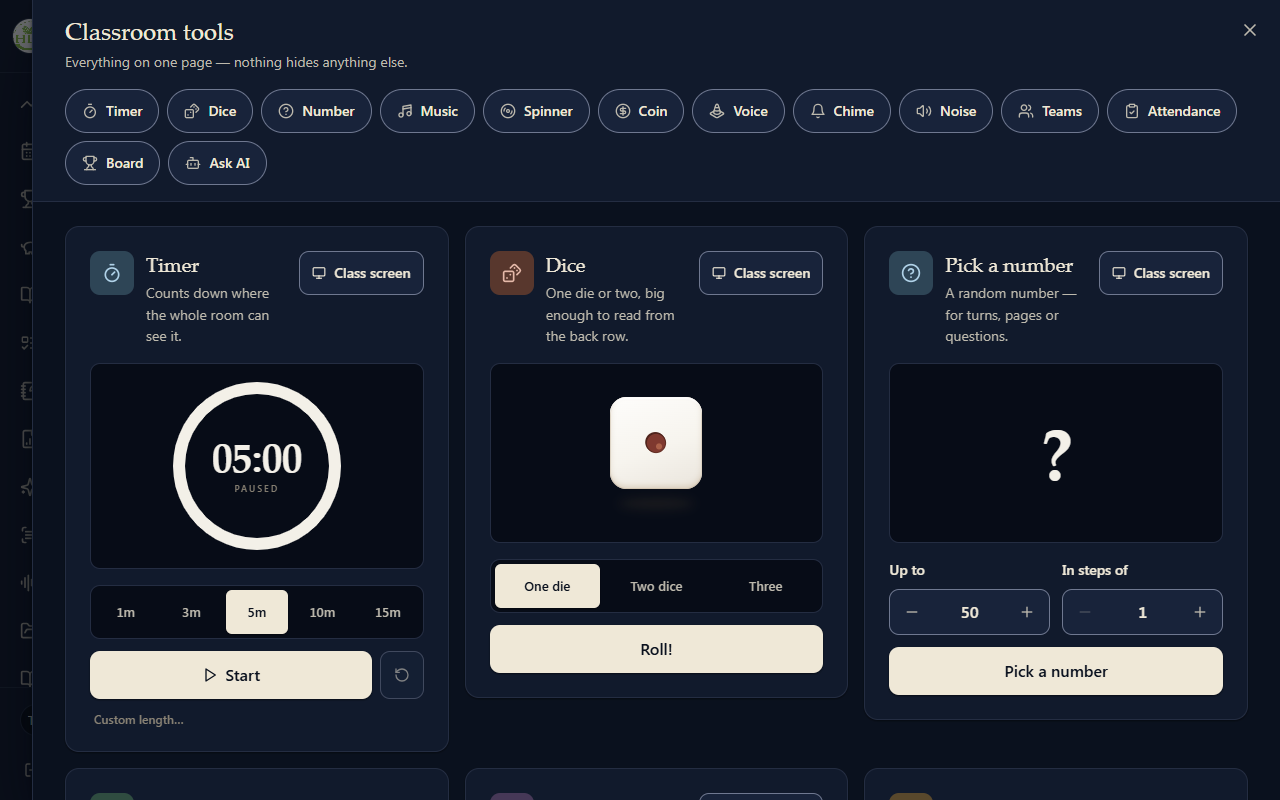 Classroom tools
Everything on one page — nothing hides anything else.
Timer
Dice
Number
Music
Spinner
Coin
Voice
Chime
Noise
Teams
Attendance
Board
Ask AI
Timer
Class screen
Counts down where
the whole room can
see it.
05:00
PAUSED
1m
3m
5m
10m
15m
Start
Custom length...
Dice
Class screen
One die or two, big
enough to read from
the back row.
One die
Two dice
Three
Roll!
Pick a number
Class screen
A random number —
for turns, pages or
questions.
?
Up to
In steps of
50
1
Pick a number